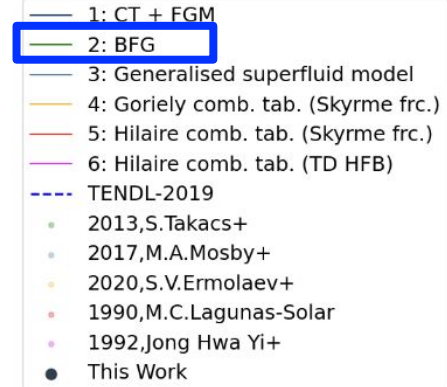 1: CT + FGM
2: BFG
3: Generalised superfluid model
4: Goriely comb. tab. (Skyrme frc.)
5: Hilaire comb. tab. (Skyrme frc.)
6: Hilaire comb. tab. (TD HFB)
TENDL-2019
2013,S.Takacs+
2017,M.A.Mosby+
2020,S.V.Ermolaev+
1990,M.C.Lagunas-Solar
1992,Jong Hwa Yi+
This Work